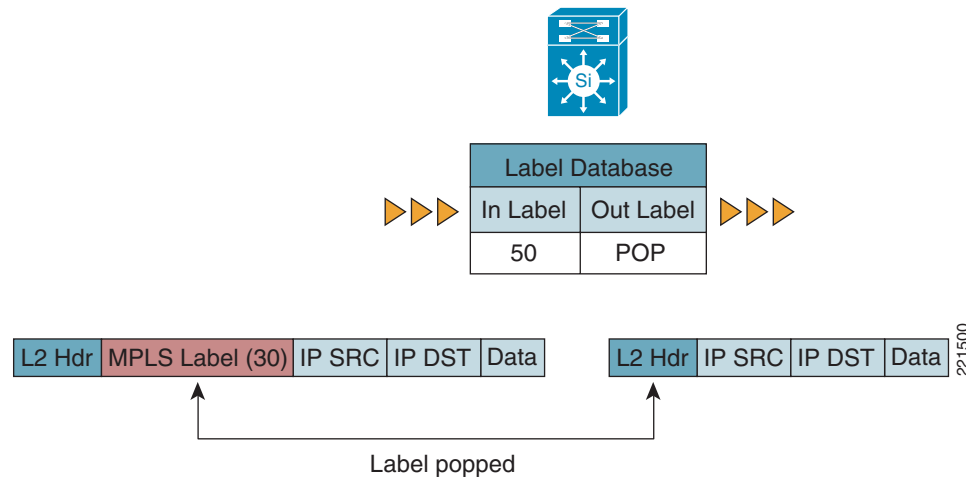 Si
Label Database
In Label Out Label
50 POP
L2 Hdr MPLS Label (30) IP SRC IP DST Data
L2 Hdr IP SRC IP DST Data
221500
Label popped